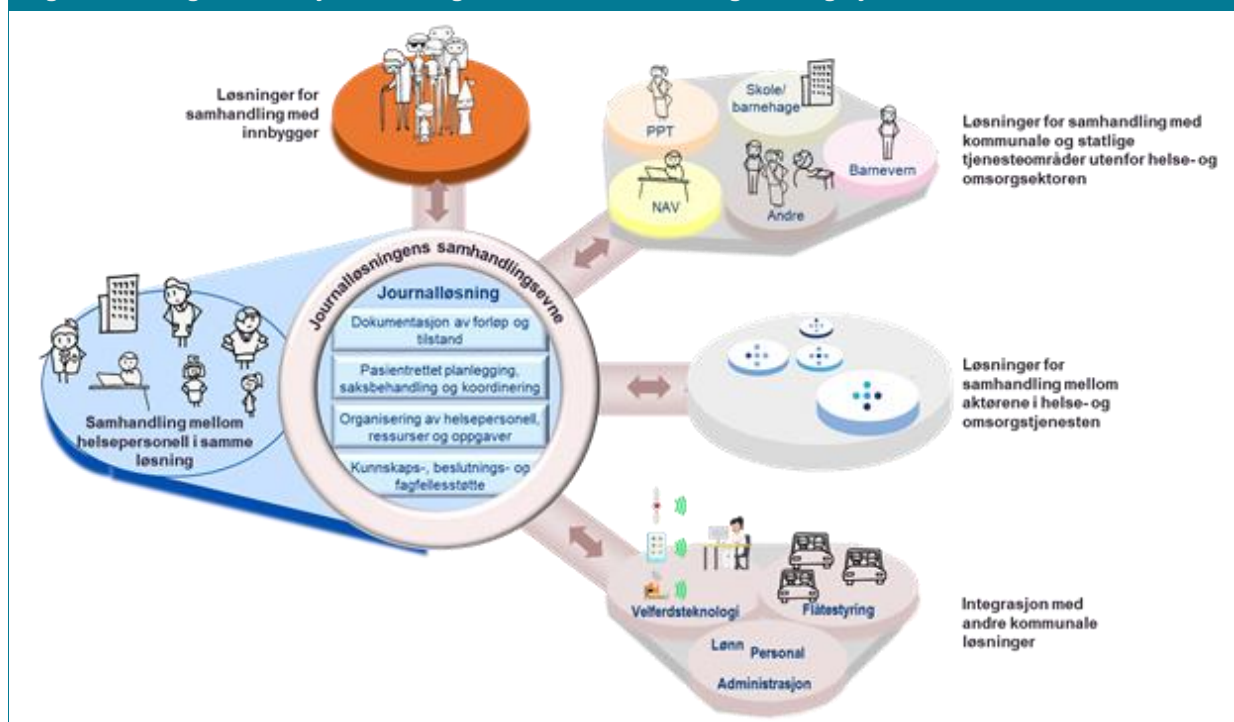 Løsninger for
samhandling med
innbygger
PPT
Skole/
barnehage
Barnevern
NAV
Andre
Løsninger for samhandling med
kommunale og statlige
tjenesteområder utenfor helse- og
omsorgsektoren
Journalløsningens samhandlingsevne
Journalløsning
Dokumentasjon av forløp og
tilstand
Pasientrettet planlegging,
saksbehandling og koordinering
Organisering av helsepersonell,
ressurser og oppgaver
Kunnskaps-, beslutnings- og
fagfellesstøtte
Samhandling mellom
helsepersonell i samme
løsning
Løsninger for
samhandling mellom
aktørene i helse- og
omsorgstjenesten
Velferdsteknologi
Flåtestyring
Lønn
Personal
Administrasjon
Integrasjon med
andre kommunale
løsninger